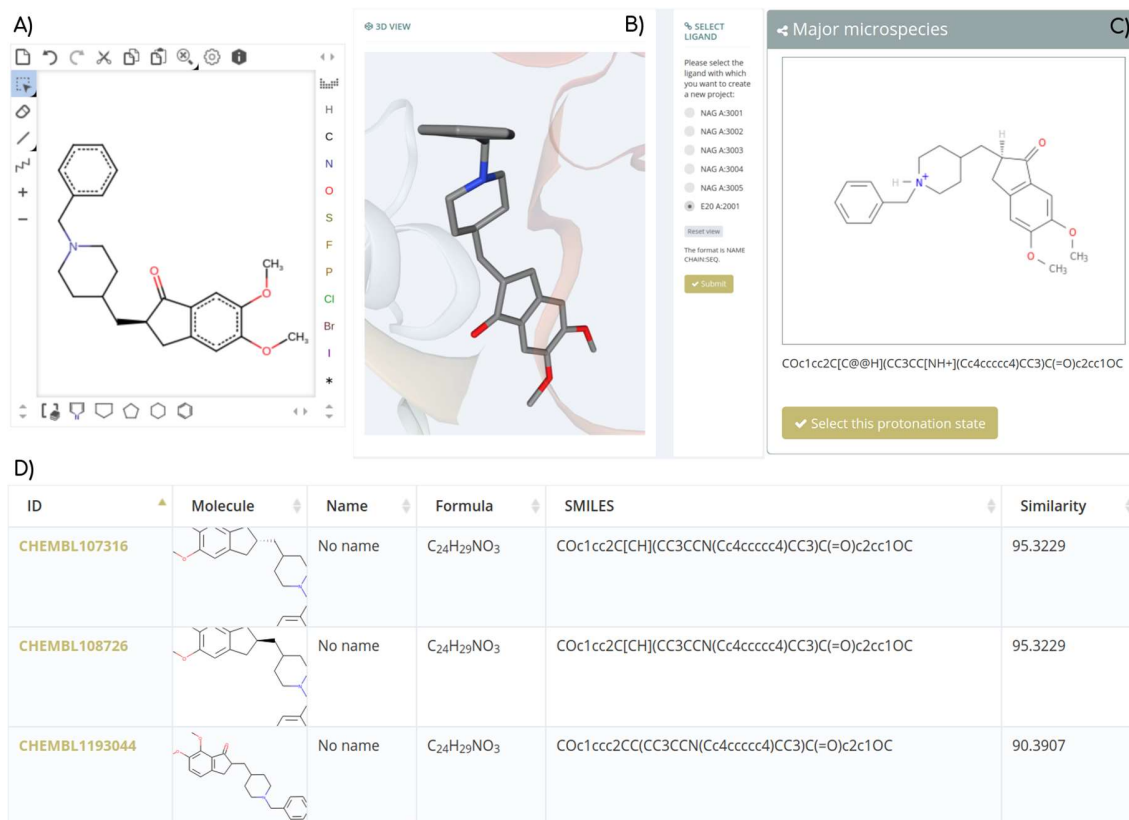 A)
H
C
N
O
S
F
P
Cl
Br
I
*
N
O
O
CH₃
O
CH₃
3D VIEW
B)
SELECT
LIGAND
Please select the
ligand with which
you want to create
a new project:
NAG A:3001
NAG A:3002
NAG A:3003
NAG A:3004
NAG A:3005
E20 A:2001
Reset view
The format is NAME
CHAIN:SEQ.
Submit
Major microspecies
C)
H
O
H
N+
O
CH₃
O
CH₃
COc1cc2C[C@@H](CC3CC[NH+](Cc4ccccc4)CC3)C(=O)c2cc1OC
Select this protonation state
D)
ID Molecule Name Formula SMILES Similarity
CHEMBL107316 No name C₂₄H₂₉NO₃ COc1cc2C[CH](CC3CCN(Cc4ccccc4)CC3)C(=O)c2cc1OC 95.3229
CHEMBL108726 No name C₂₄H₂₉NO₃ COc1cc2C[CH](CC3CCN(Cc4ccccc4)CC3)C(=O)c2cc1OC 95.3229
CHEMBL1193044 No name C₂₄H₂₉NO₃ COc1ccc2CC(CC3CCN(Cc4ccccc4)CC3)C(=O)c2c1OC 90.3907